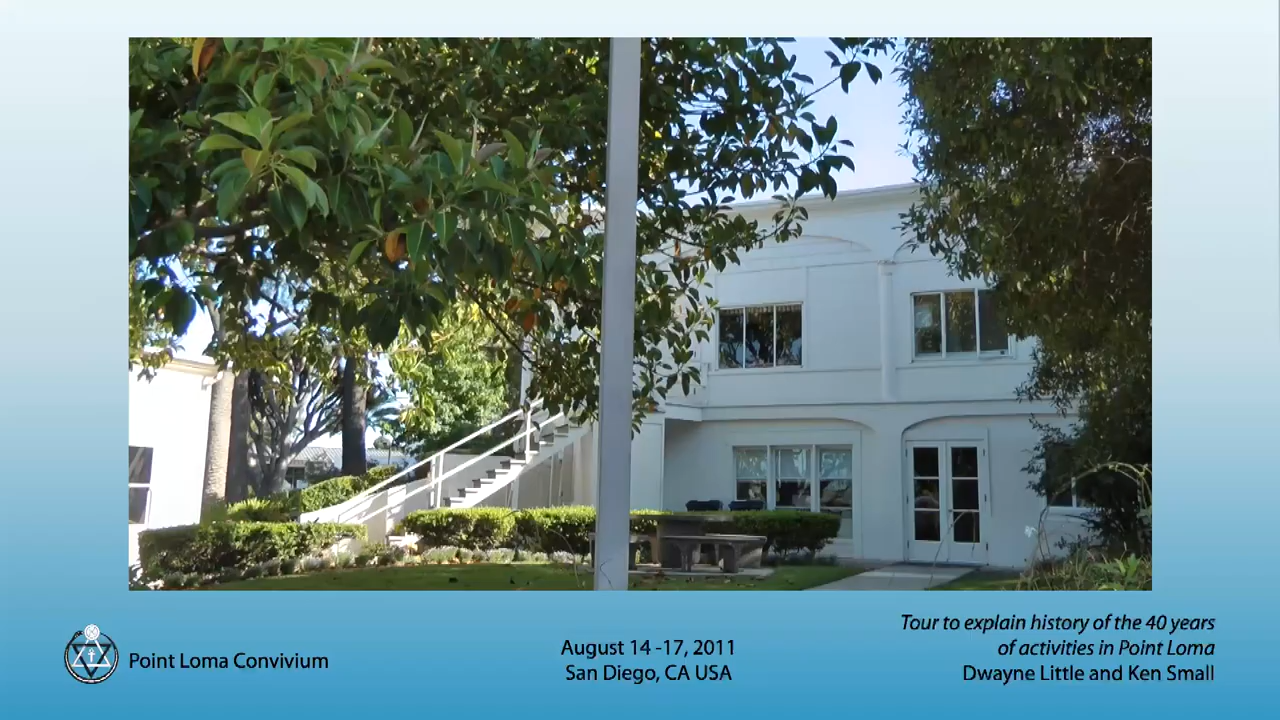 Point Loma Convivium
August 14 -17, 2011
San Diego, CA USA
Tour to explain history of the 40 years
of activities in Point Loma
Dwayne Little and Ken Small